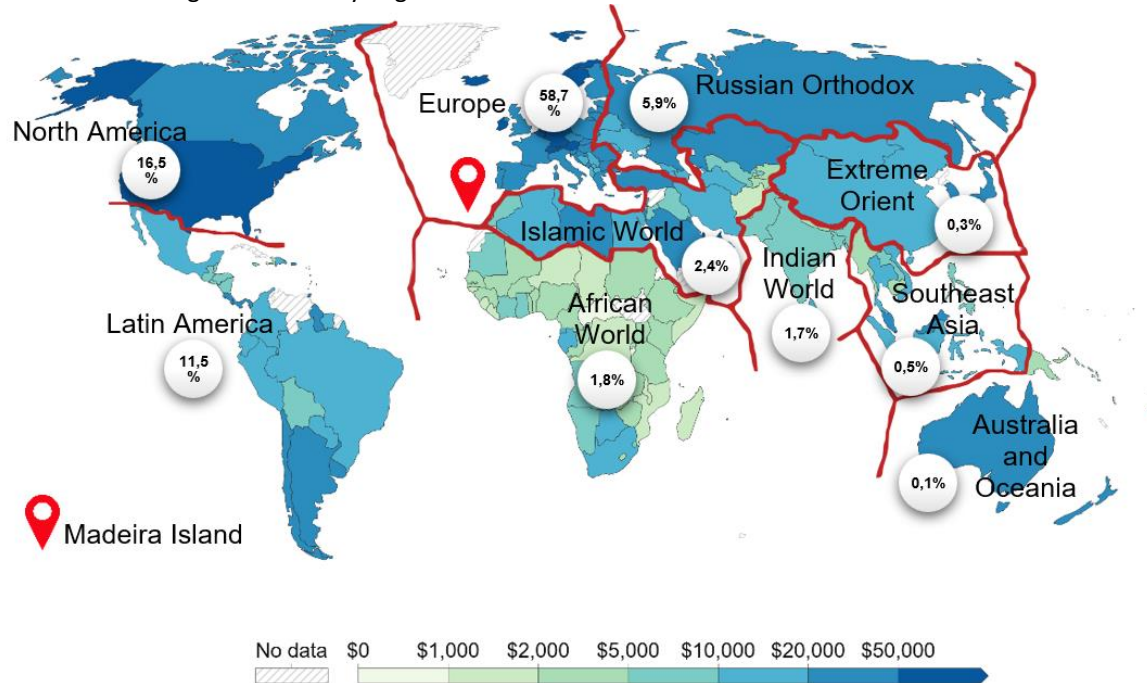 Europe
58,7
%
5,9%
Russian Orthodox
North America
16,5
%
Extreme
Orient
0,3%
Islamic World
2,4%
Indian
World
1,7%
African
World
1,8%
Southeast
Asia
0,5%
Latin America
11,5
%
Australia
and
Oceania
0,1%
Madeira Island
No data $0 $1,000 $2,000 $5,000 $10,000 $20,000 $50,000